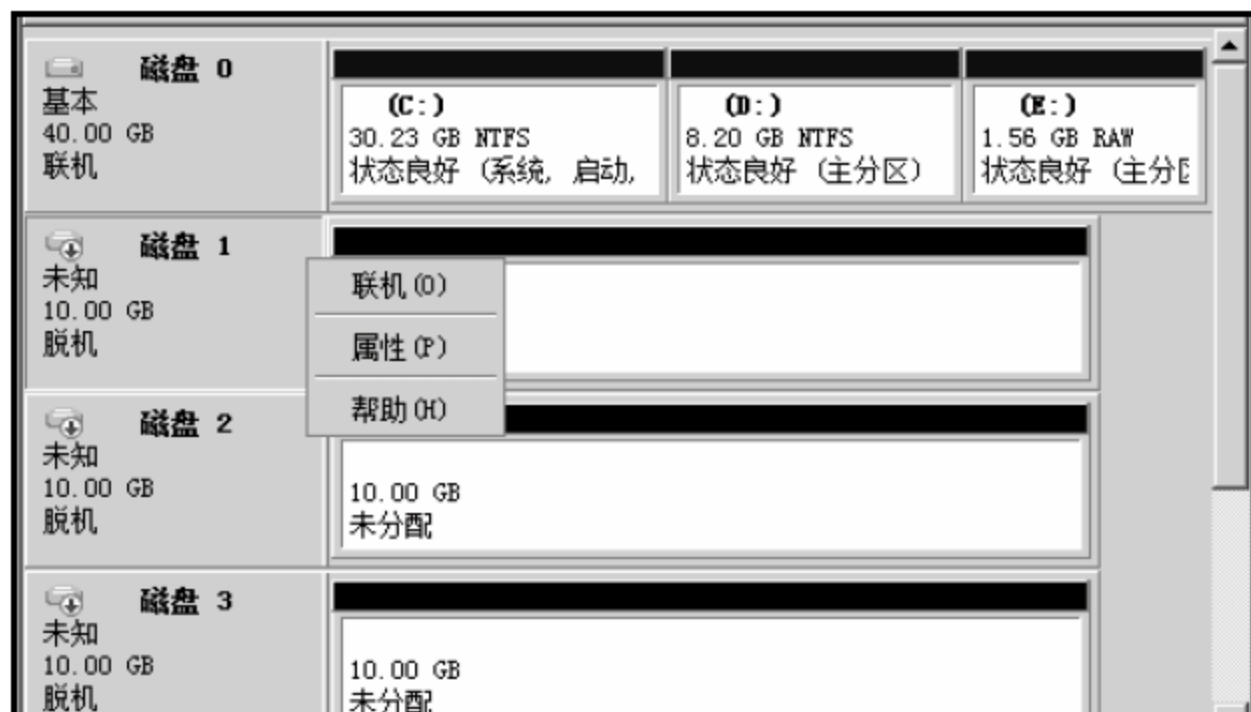 磁盘 0
基本
40.00 GB
联机
(C:)
30.23 GB NTFS
状态良好 (系统, 启动,
(D:)
8.20 GB NTFS
状态良好 (主分区)
(E:)
1.56 GB RAW
状态良好 (主分区
磁盘 1
未知
10.00 GB
脱机
联机(O)
属性(P)
帮助(H)
磁盘 2
未知
10.00 GB
脱机
10.00 GB
未分配
磁盘 3
未知
10.00 GB
脱机
10.00 GB
未分配